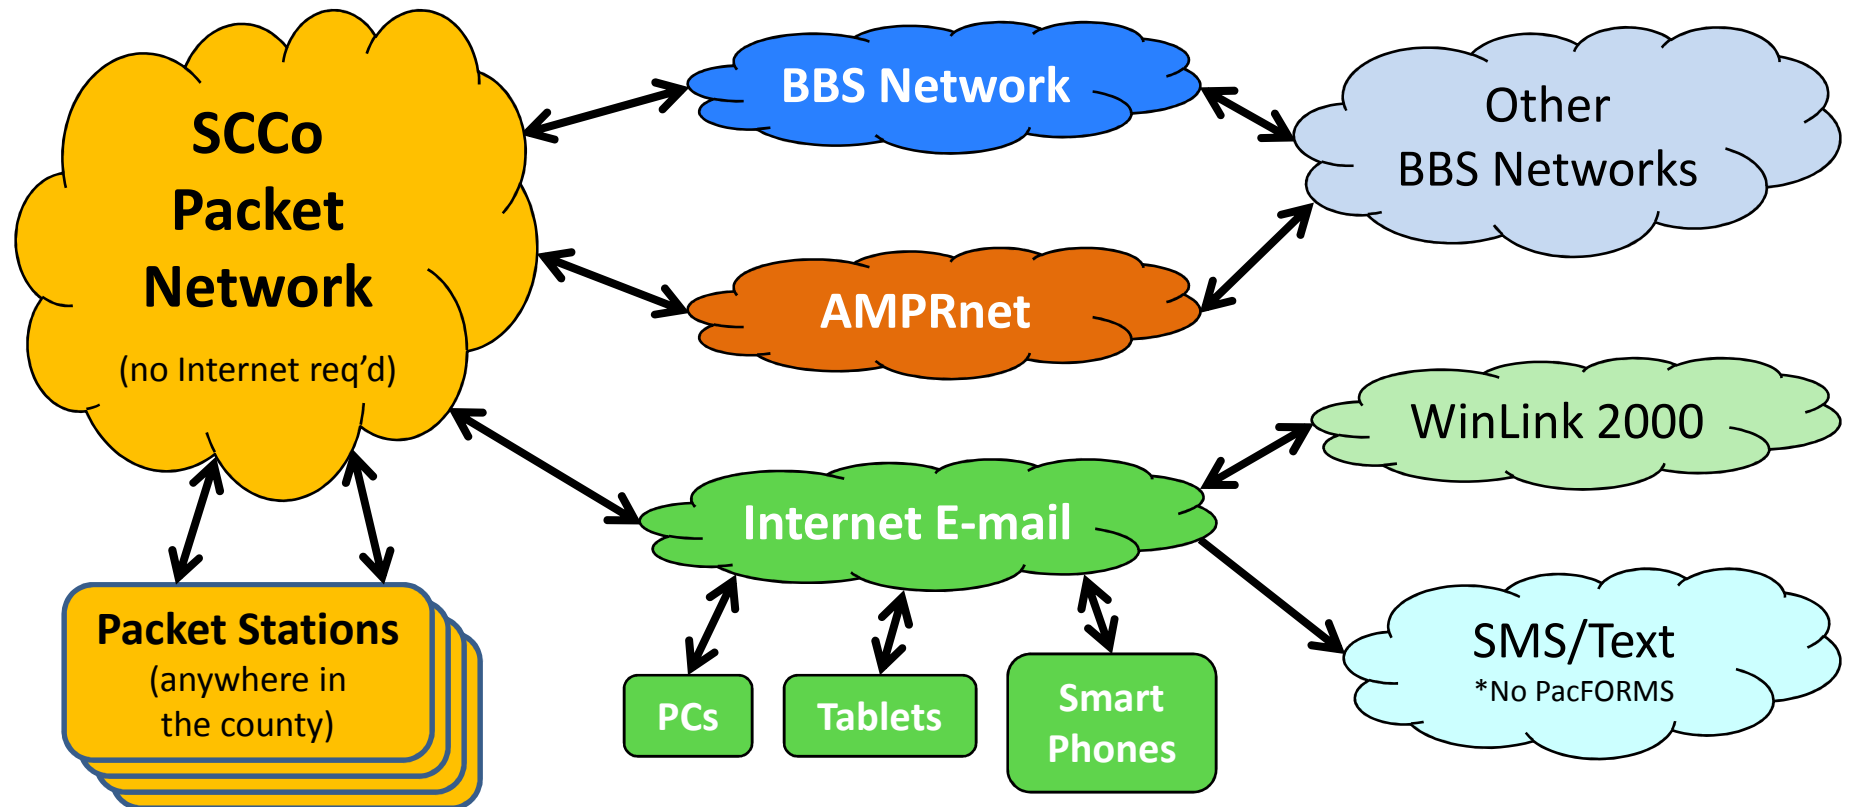 SCCo
Packet
Network
(no Internet req’d)
BBS Network
Other
BBS Networks
AMPRnet
WinLink 2000
Internet E-mail
SMS/Text
*No PacFORMS
Packet Stations
(anywhere in
the county)
PCs
Tablets
Smart
Phones